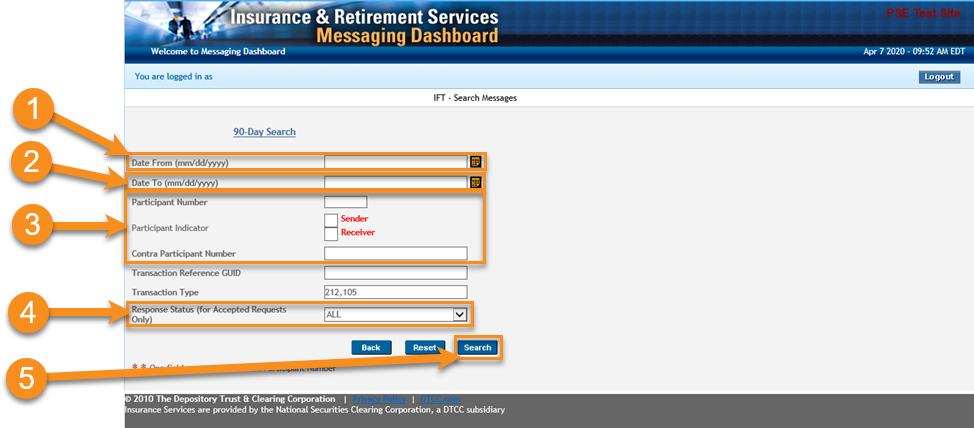 Insurance & Retirement Services
Messaging Dashboard
PSE Test Site
Welcome to Messaging Dashboard
Apr 7 2020 - 09:52 AM EDT
You are logged in as
Logout
IFT - Search Messages
1
90-Day Search
2
Date From (mm/dd/yyyy)
Date To (mm/dd/yyyy)
3
Participant Number
Participant Indicator
Sender
Receiver
Contra Participant Number
Transaction Reference GUID
Transaction Type
212,105
4
Response Status (for Accepted Requests
Only)
ALL
Back
Reset
Search
5
* * One
Participant Number
© 2010 The Depository Trust & Clearing Corporation | Privacy Policy | DTCC.com
Insurance Services are provided by the National Securities Clearing Corporation, a DTCC subsidiary